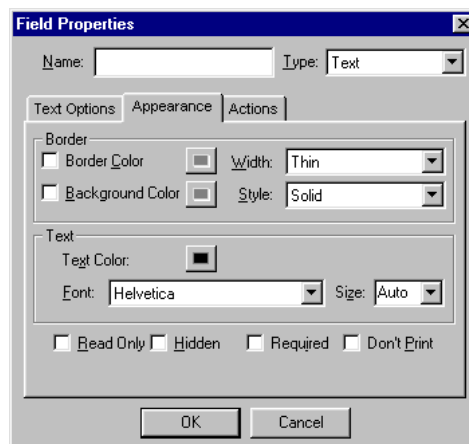 Field Properties
Name: Type: Text
Text Options Appearance Actions
Border
Border Color Width: Thin
Background Color Style: Solid
Text
Text Color:
Font: Helvetica Size: Auto
Read Only Hidden Required Don't Print
OK Cancel